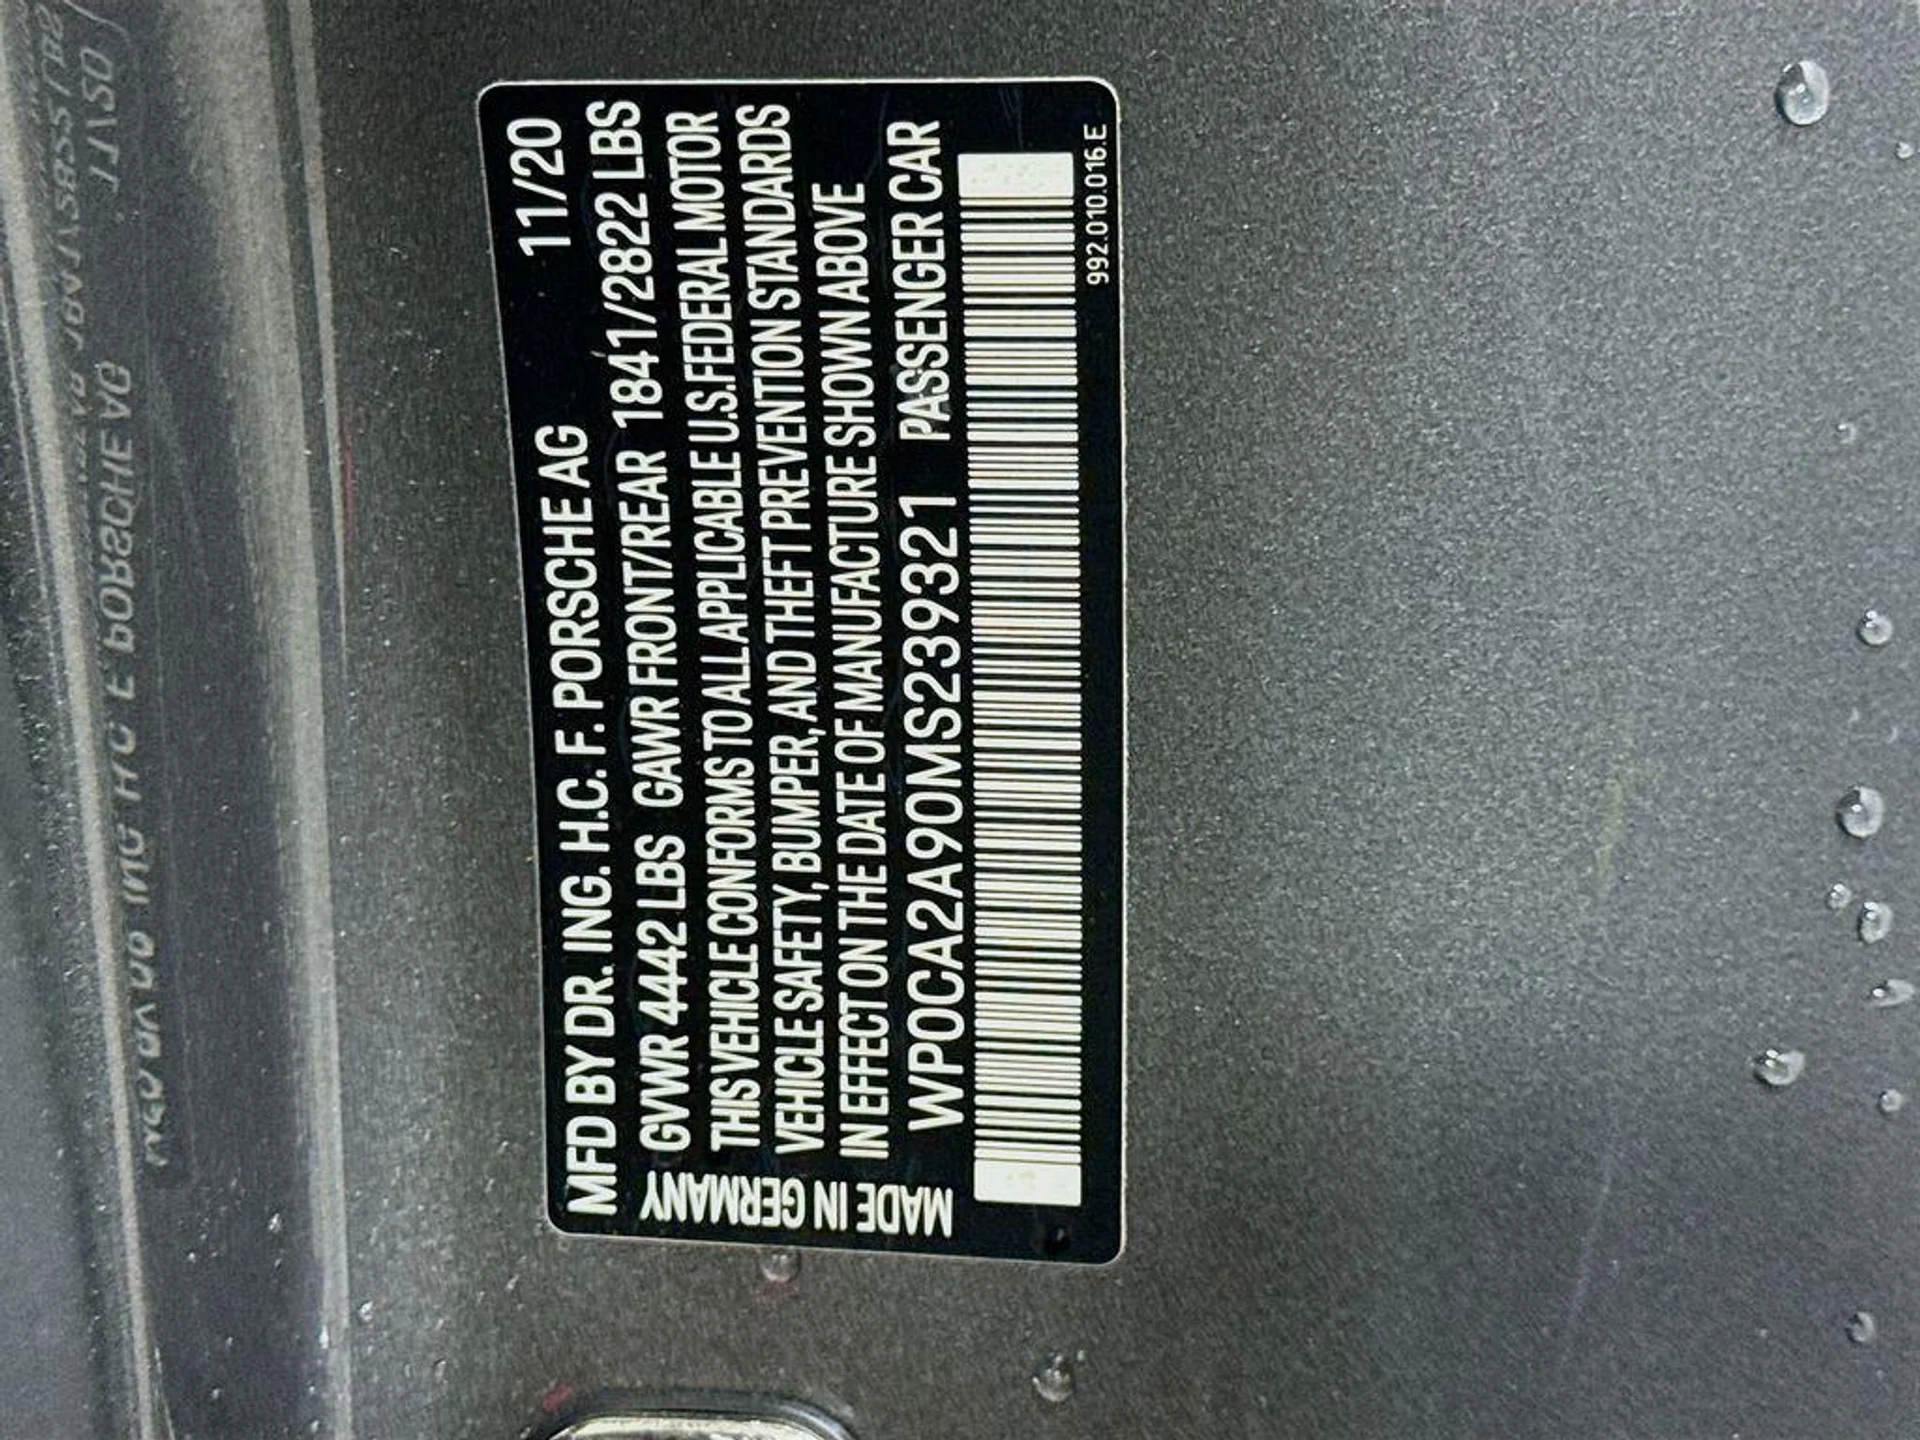 MFD BY DR. ING. H.C. F. PORSCHE AG 11/20
GVWR 4442 LBS GAWR FRONT/REAR 1841/2822 LBS
THIS VEHICLE CONFORMS TO ALL APPLICABLE U.S. FEDERAL MOTOR
VEHICLE SAFETY, BUMPER, AND THEFT PREVENTION STANDARDS
IN EFFECT ON THE DATE OF MANUFACTURE SHOWN ABOVE
WP0CA2A90MS239321 PASSENGER CAR
MADE IN GERMANY
992.010.016.E